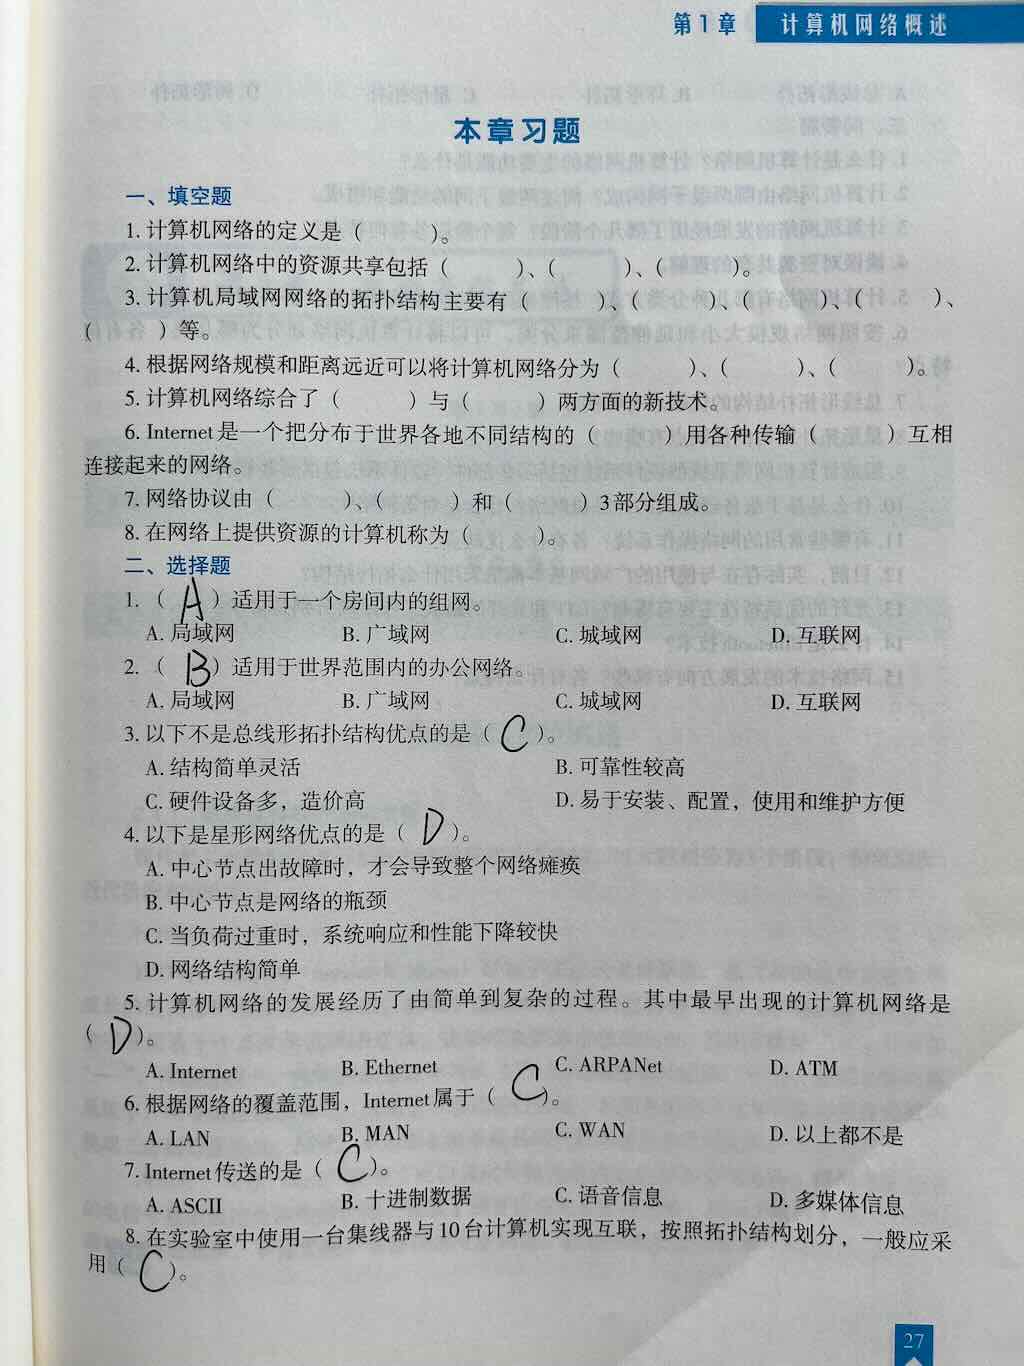 第1章 计算机网络概述
本章习题
一、填空题
1. 计算机网络的定义是（ ）。
2. 计算机网络中的资源共享包括（ ）、（ ）、（ ）。
3. 计算机局域网网络的拓扑结构主要有（ ）、（ ）、（ ）、（ ）、
（ ）等。
4. 根据网络规模和距离远近可以将计算机网络分为（ ）、（ ）、（ ）。
5. 计算机网络综合了（ ）与（ ）两方面的新技术。
6. Internet 是一个把分布于世界各地不同结构的（ ）用各种传输（ ）互相
连接起来的网络。
7. 网络协议由（ ）、（ ）和（ ）3部分组成。
8. 在网络上提供资源的计算机称为（ ）。
二、选择题
1. （ A ）适用于一个房间内的组网。
A. 局域网 B. 广域网 C. 城域网 D. 互联网
2. （ B ）适用于世界范围内的办公网络。
A. 局域网 B. 广域网 C. 城域网 D. 互联网
3. 以下不是总线形拓扑结构优点的是（ C ）。
A. 结构简单灵活 B. 可靠性较高
C. 硬件设备多，造价高 D. 易于安装、配置，使用和维护方便
4. 以下是星形网络优点的是（ D ）。
A. 中心节点出故障时，才会导致整个网络瘫痪
B. 中心节点是网络的瓶颈
C. 当负荷过重时，系统响应和性能下降较快
D. 网络结构简单
5. 计算机网络的发展经历了由简单到复杂的过程。其中最早出现的计算机网络是
（ D ）。
A. Internet B. Ethernet C. ARPANet D. ATM
6. 根据网络的覆盖范围，Internet 属于（ C ）。
A. LAN B. MAN C. WAN D. 以上都不是
7. Internet 传送的是（ C ）。
A. ASCII B. 十进制数据 C. 语音信息 D. 多媒体信息
8. 在实验室中使用一台集线器与10台计算机实现互联，按照拓扑结构划分，一般应采
用（ C ）。
27